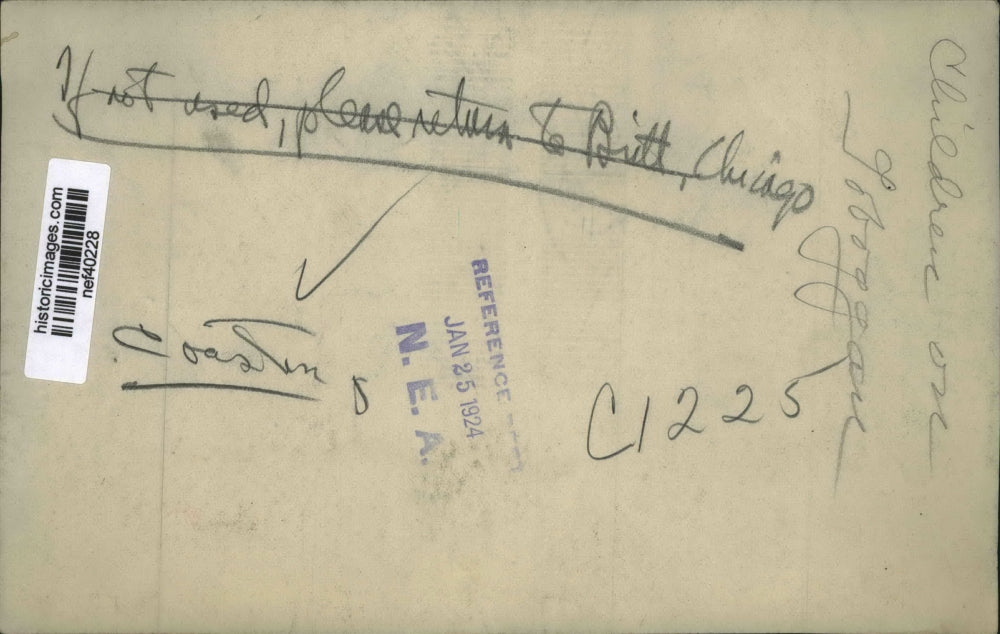 If not used, please return to Britt, Chicago
Children on
Toboggan
historicimages.com
nef40228
Coasting
REFERENCE
JAN 25 1924
N. E. A.
C1225